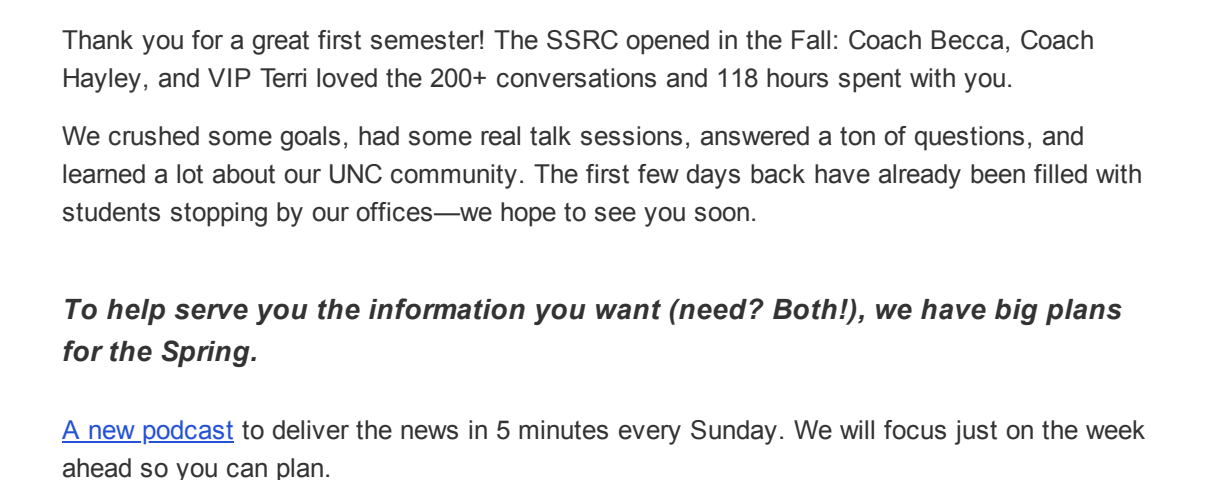 Thank you for a great first semester! The SSRC opened in the Fall: Coach Becca, Coach
Hayley, and VIP Terri loved the 200+ conversations and 118 hours spent with you.
We crushed some goals, had some real talk sessions, answered a ton of questions, and
learned a lot about our UNC community. The first few days back have already been filled with
students stopping by our offices—we hope to see you soon.
To help serve you the information you want (need? Both!), we have big plans
for the Spring.
A new podcast to deliver the news in 5 minutes every Sunday. We will focus just on the week
ahead so you can plan.